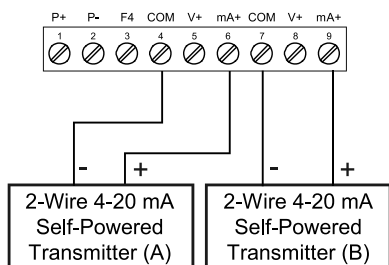 P+ P- F4 COM V+ mA+ COM V+ mA+
1 2 3 4 5 6 7 8 9
- + - +
2-Wire 4-20 mA
Self-Powered
Transmitter (A)
2-Wire 4-20 mA
Self-Powered
Transmitter (B)